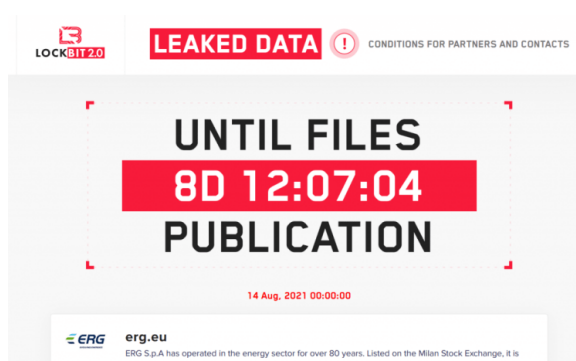 LOCKBIT 2.0
LEAKED DATA
!
CONDITIONS FOR PARTNERS AND CONTACTS
UNTIL FILES
8D 12:07:04
PUBLICATION
14 Aug, 2021 00:00:00
ERG
erg.eu
ERG S.p.A has operated in the energy sector for over 80 years. Listed on the Milan Stock Exchange, it is